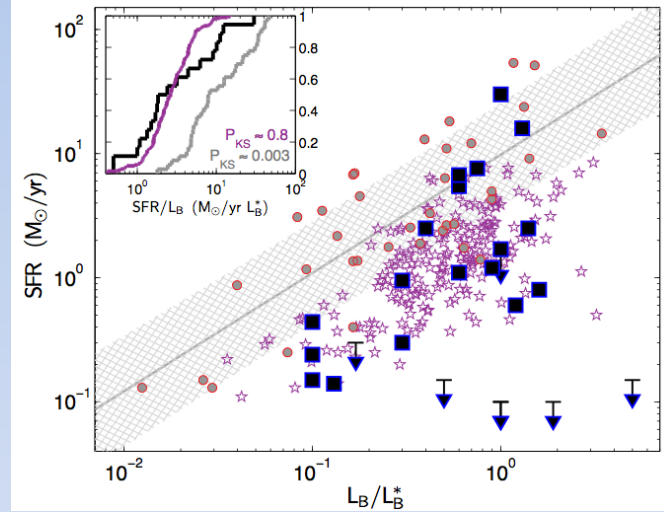 10²
10¹
10⁰
10⁻¹
SFR (M⊙/yr)
1
0.8
0.6
0.4
0.2
0
P_KS ≈ 0.8
P_KS ≈ 0.003
10⁰ 10¹ 10²
SFR/L_B (M⊙/yr L_B*)
10⁻² 10⁻¹ 10⁰
L_B/L_B*